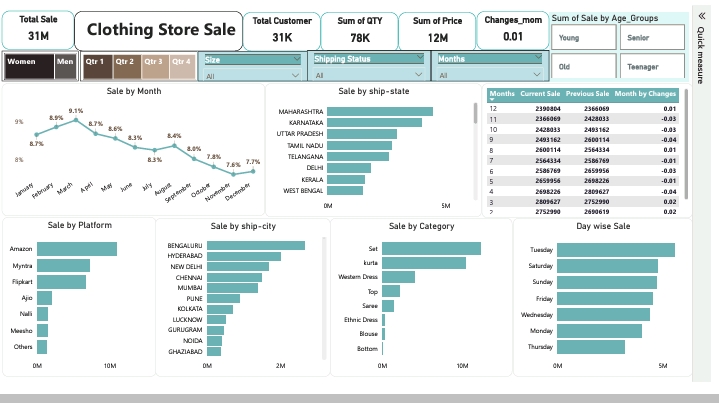 Total Sale
31M
Clothing Store Sale
Total Customer
31K
Sum of QTY
78K
Sum of Price
12M
Changes_mom
0.01
Sum of Sale by Age_Groups
Young
Senior
Old
Teenager
Quick measure
Women
Men
Qtr 1
Qtr 2
Qtr 3
Qtr 4
Size
All
Shipping Status
All
Months
All
Sale by Month
9%
8%
8.7%
8.9%
9.1%
8.7%
8.6%
8.3%
8.3%
8.4%
8.0%
7.8%
7.6%
7.7%
January
February
March
April
May
June
July
August
September
October
November
December
Sale by ship-state
MAHARASHTRA
KARNATAKA
UTTAR PRADESH
TAMIL NADU
TELANGANA
DELHI
KERALA
WEST BENGAL
0M
5M
Months Current Sale Previous Sale Month by Changes
12 2390804 2366069 0.01
11 2366069 2428033 -0.03
10 2428033 2493162 -0.03
9 2493162 2600114 -0.04
8 2600114 2564334 0.01
7 2564334 2586769 -0.01
6 2586769 2659956 -0.03
5 2659956 2698226 -0.01
4 2698226 2809627 -0.04
3 2809627 2752990 0.02
2 2752990 2690619 0.02
Sale by Platform
Amazon
Myntra
Flipkart
Ajio
Nalli
Meesho
Others
0M
10M
Sale by ship-city
BENGALURU
HYDERABAD
NEW DELHI
CHENNAI
MUMBAI
PUNE
KOLKATA
LUCKNOW
GURUGRAM
NOIDA
GHAZIABAD
0M
2M
Sale by Category
Set
kurta
Western Dress
Top
Saree
Ethnic Dress
Blouse
Bottom
0M
10M
Day wise Sale
Tuesday
Saturday
Sunday
Friday
Wednesday
Monday
Thursday
0M
5M